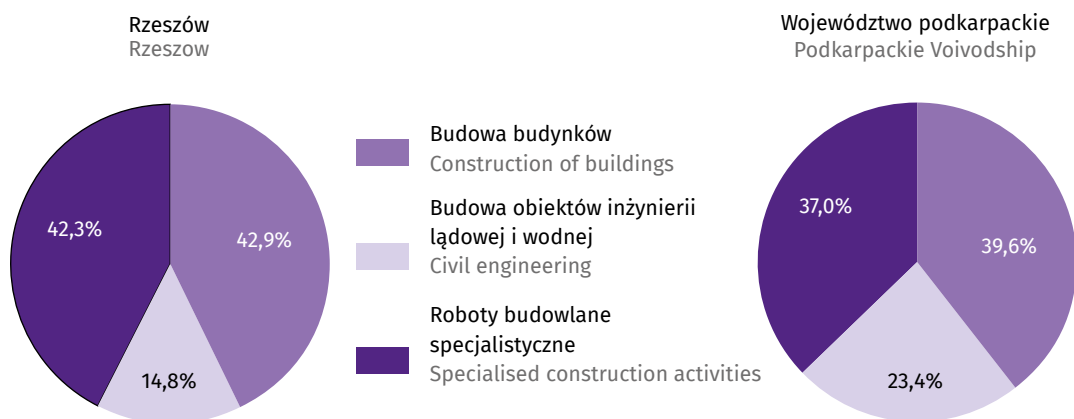 Rzeszów
Rzeszow
42,3%
42,9%
14,8%
Budowa budynków
Construction of buildings
Budowa obiektów inżynierii
lądowej i wodnej
Civil engineering
Roboty budowlane
specjalistyczne
Specialised construction activities
Województwo podkarpackie
Podkarpackie Voivodship
37,0%
39,6%
23,4%